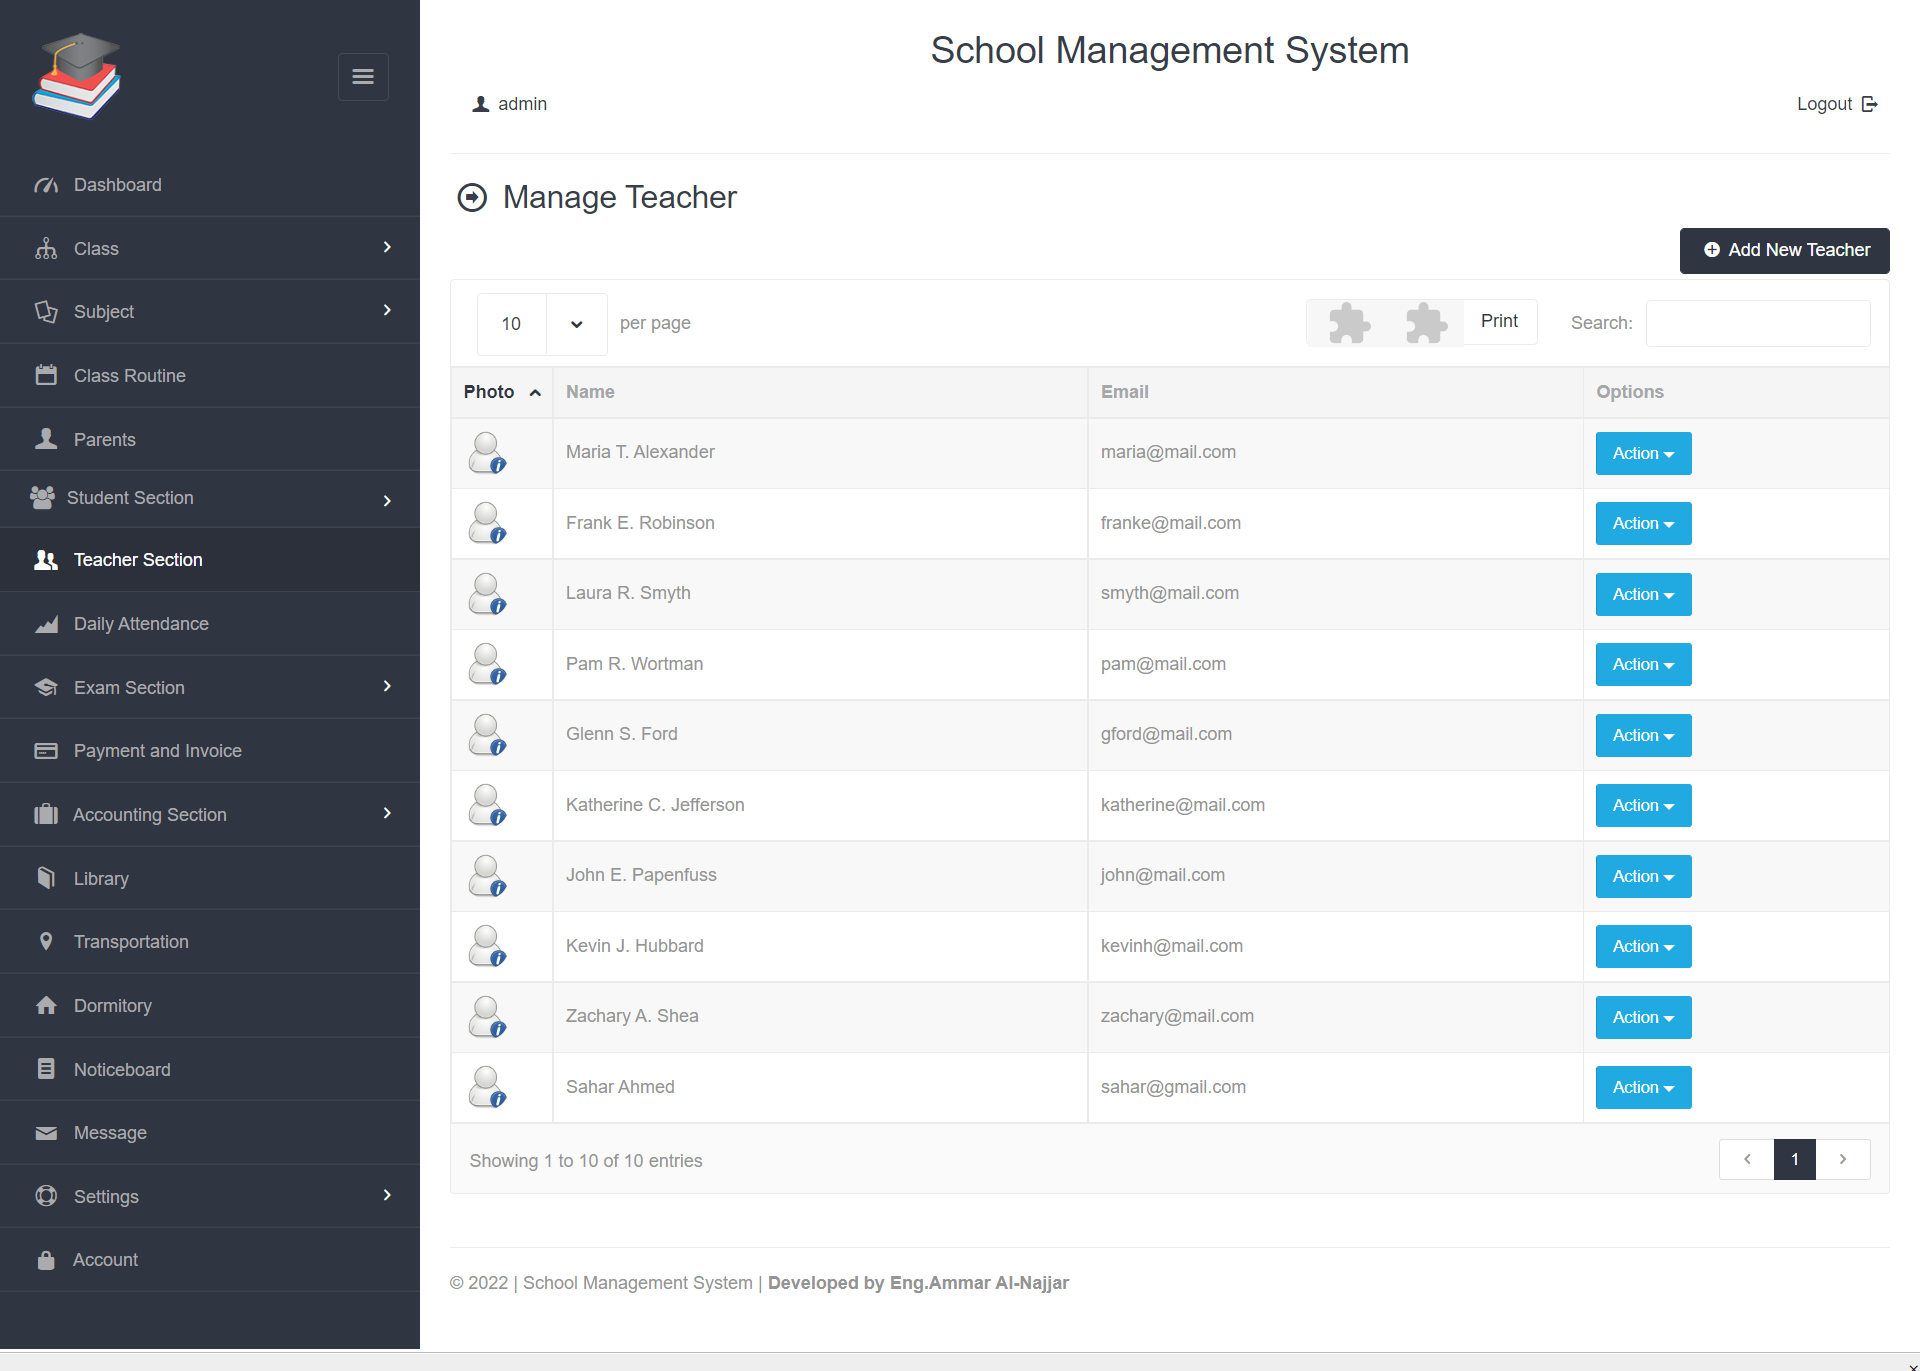 School Management System
admin
Logout
Dashboard
Class
Subject
Class Routine
Parents
Student Section
Teacher Section
Daily Attendance
Exam Section
Payment and Invoice
Accounting Section
Library
Transportation
Dormitory
Noticeboard
Message
Settings
Account
Manage Teacher
Add New Teacher
10 per page
Print
Search:
Photo Name Email Options
Maria T. Alexander maria@mail.com Action
Frank E. Robinson franke@mail.com Action
Laura R. Smyth smyth@mail.com Action
Pam R. Wortman pam@mail.com Action
Glenn S. Ford gford@mail.com Action
Katherine C. Jefferson katherine@mail.com Action
John E. Papenfuss john@mail.com Action
Kevin J. Hubbard kevinh@mail.com Action
Zachary A. Shea zachary@mail.com Action
Sahar Ahmed sahar@gmail.com Action
Showing 1 to 10 of 10 entries
1
© 2022 | School Management System | Developed by Eng.Ammar Al-Najjar